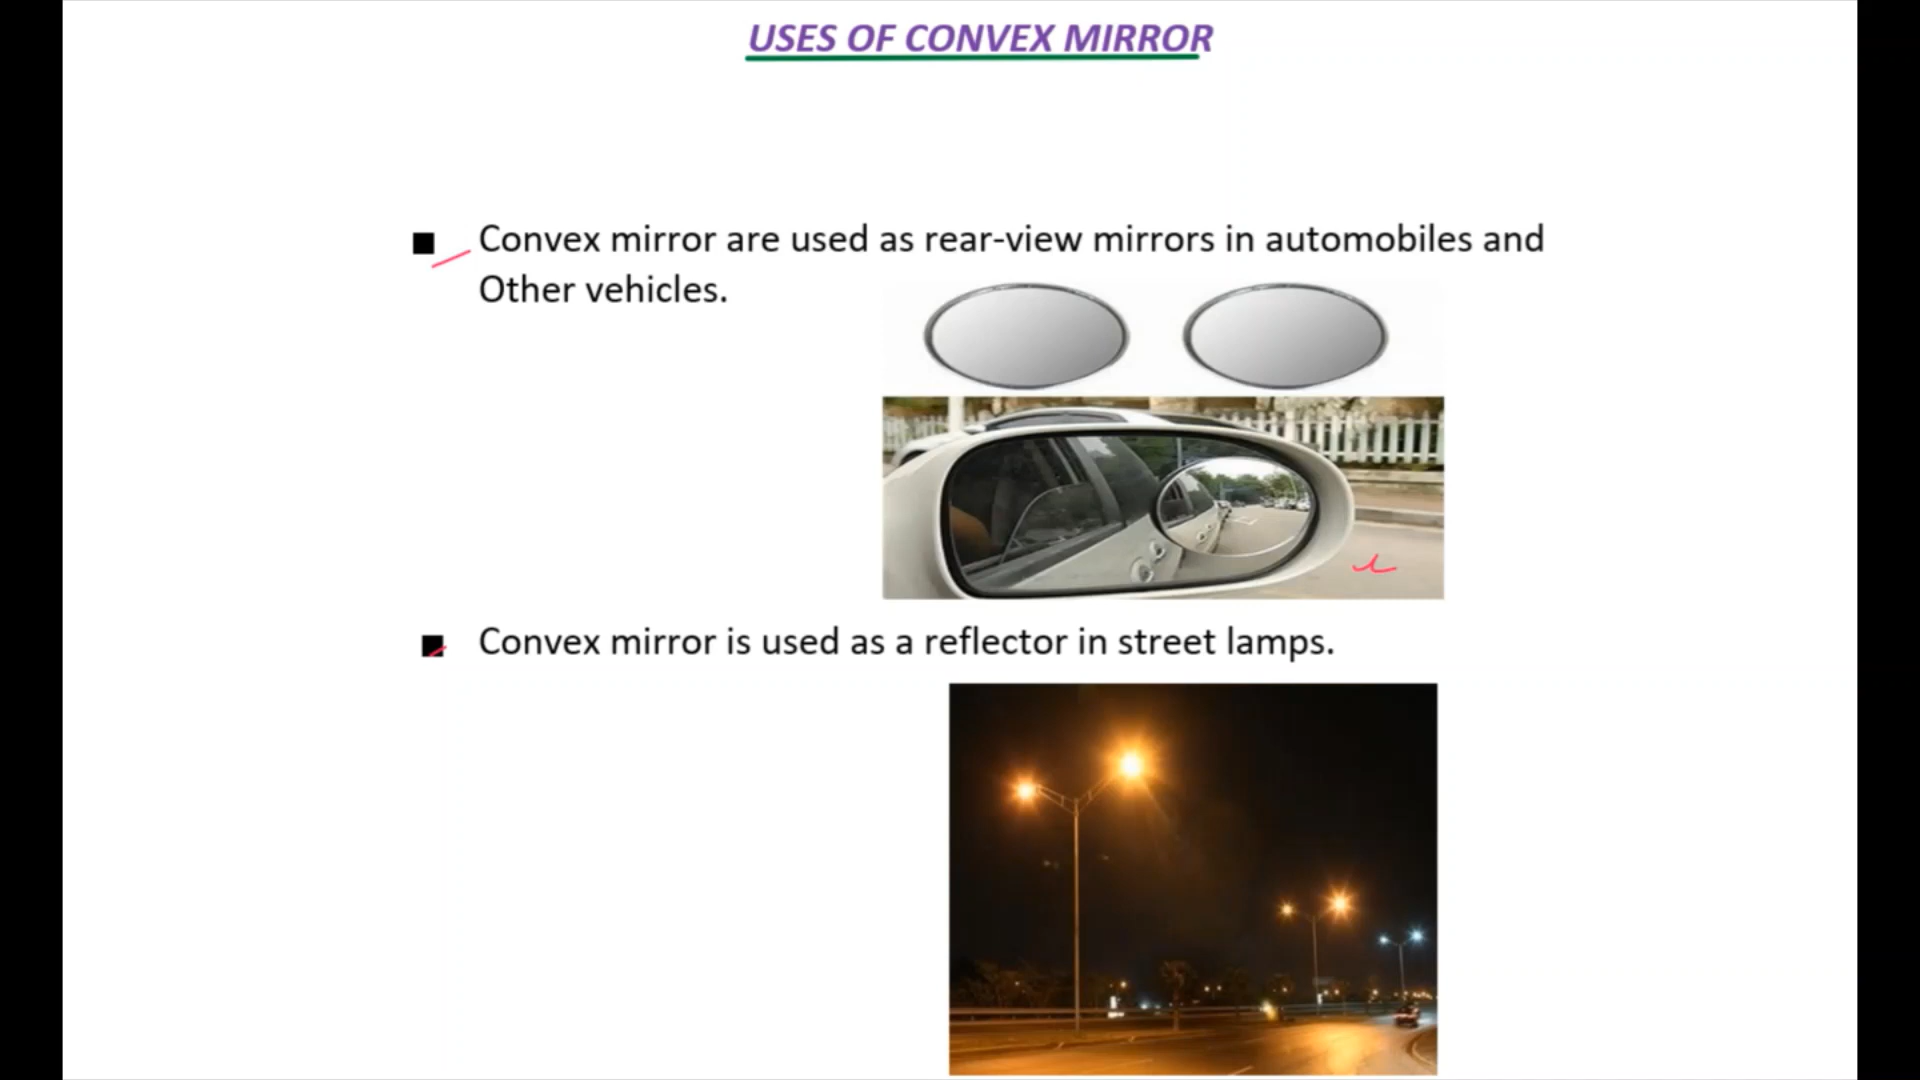 USES OF CONVEX MIRROR
Convex mirror are used as rear-view mirrors in automobiles and
Other vehicles.
Convex mirror is used as a reflector in street lamps.